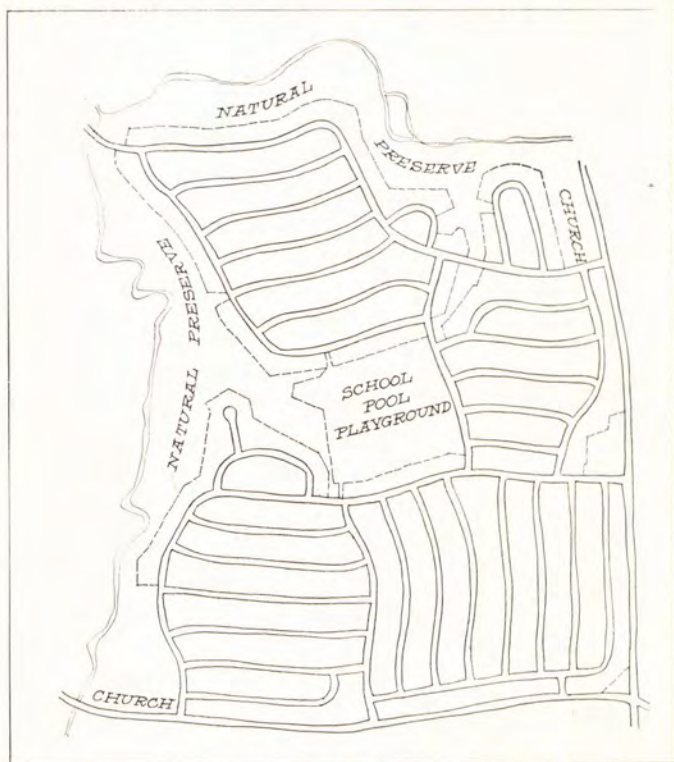 NATURAL
PRESERVE
CHURCH
NATURAL PRESERVE
SCHOOL
POOL
PLAYGROUND
CHURCH